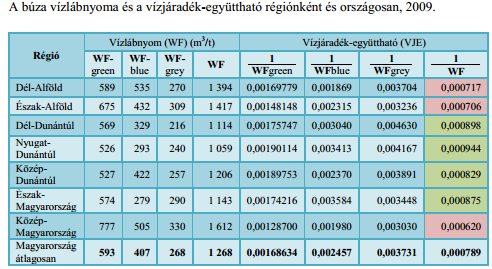 A búza vízlábnyoma és a vízjáradék-együttható régiónként és országosan, 2009.
Régió Vízlábnyom (WF) (m³/t) Vízjáradék-együttható (VJE)
WF-green WF-blue WF-grey WF 1/WFgreen 1/WFblue 1/WFgrey 1/WF
Dél-Alföld 589 535 270 1 394 0,00169779 0,001869 0,003704 0,000717
Észak-Alföld 675 432 309 1 417 0,00148148 0,002315 0,003236 0,000706
Dél-Dunántúl 569 329 216 1 114 0,00175747 0,003040 0,004630 0,000898
Nyugat-Dunántúl 526 293 240 1 059 0,00190114 0,003413 0,004167 0,000944
Közép-Dunántúl 527 422 257 1 206 0,00189753 0,002370 0,003891 0,000829
Észak-Magyarország 574 279 290 1 143 0,00174216 0,003584 0,003448 0,000875
Közép-Magyarország 777 505 330 1 612 0,00128700 0,001980 0,003030 0,000620
Magyarország átlagosan 593 407 268 1 268 0,00168634 0,002457 0,003731 0,000789